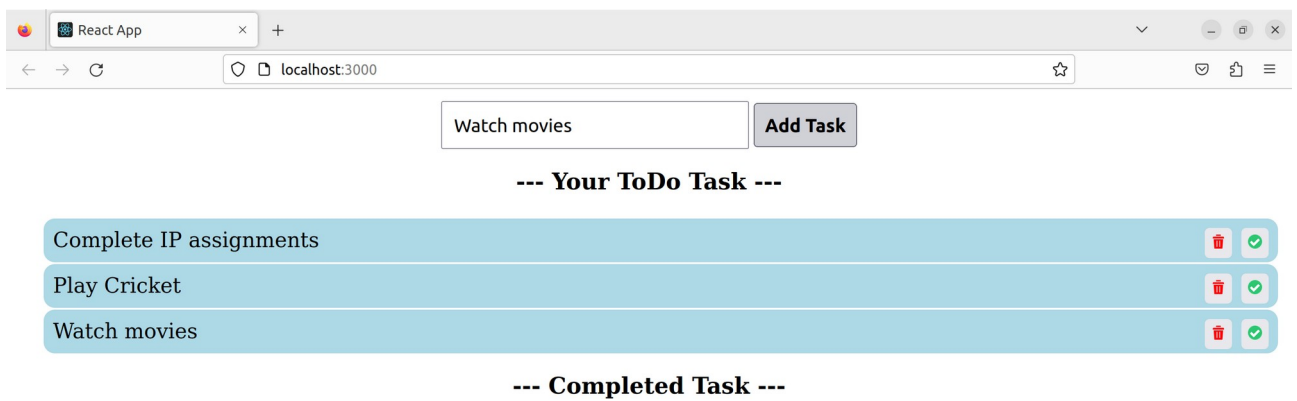 React App
localhost:3000
Watch movies Add Task
--- Your ToDo Task ---
Complete IP assignments
Play Cricket
Watch movies
--- Completed Task ---